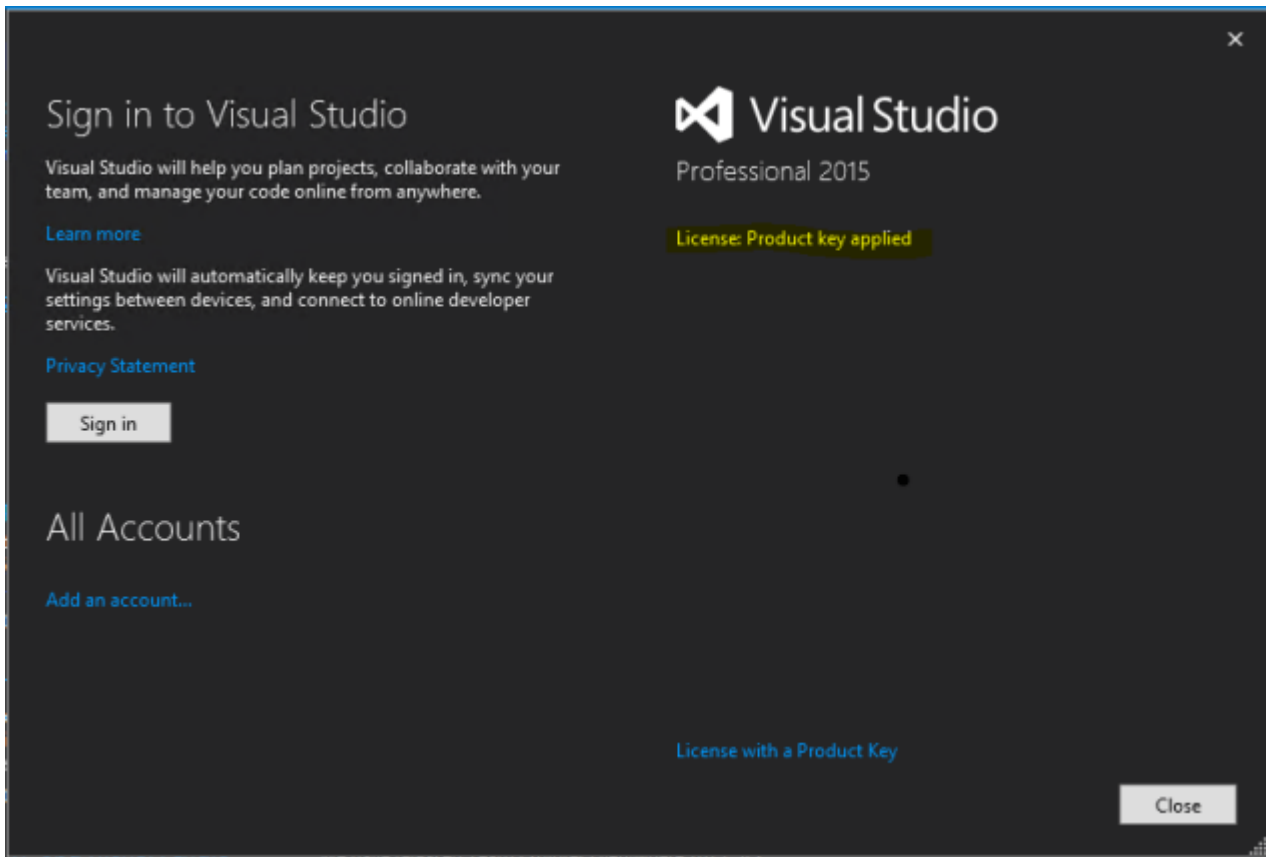 Sign in to Visual Studio
Visual Studio will help you plan projects, collaborate with your
team, and manage your code online from anywhere.
Learn more
Visual Studio will automatically keep you signed in, sync your
settings between devices, and connect to online developer
services.
Privacy Statement
Sign in
All Accounts
Add an account...
Visual Studio
Professional 2015
License: Product key applied
License with a Product Key
Close